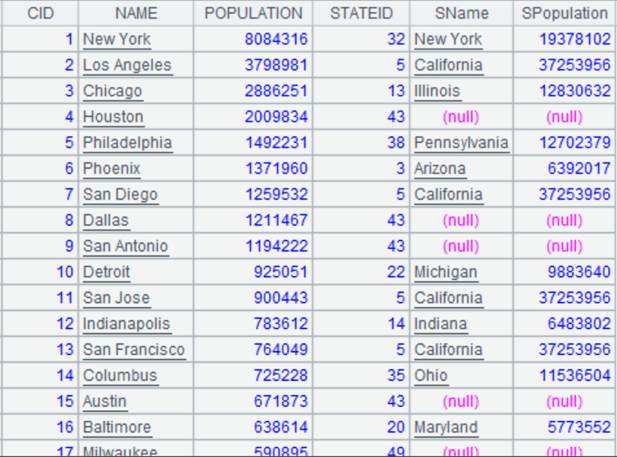 CID NAME POPULATION STATEID SName SPopulation
1 New York 8084316 32 New York 19378102
2 Los Angeles 3798981 5 California 37253956
3 Chicago 2886251 13 Illinois 12830632
4 Houston 2009834 43 (null) (null)
5 Philadelphia 1492231 38 Pennsylvania 12702379
6 Phoenix 1371960 3 Arizona 6392017
7 San Diego 1259532 5 California 37253956
8 Dallas 1211467 43 (null) (null)
9 San Antonio 1194222 43 (null) (null)
10 Detroit 925051 22 Michigan 9883640
11 San Jose 900443 5 California 37253956
12 Indianapolis 783612 14 Indiana 6483802
13 San Francisco 764049 5 California 37253956
14 Columbus 725228 35 Ohio 11536504
15 Austin 671873 43 (null) (null)
16 Baltimore 638614 20 Maryland 5773552
17 Milwaukee 590895 49 (null) (null)